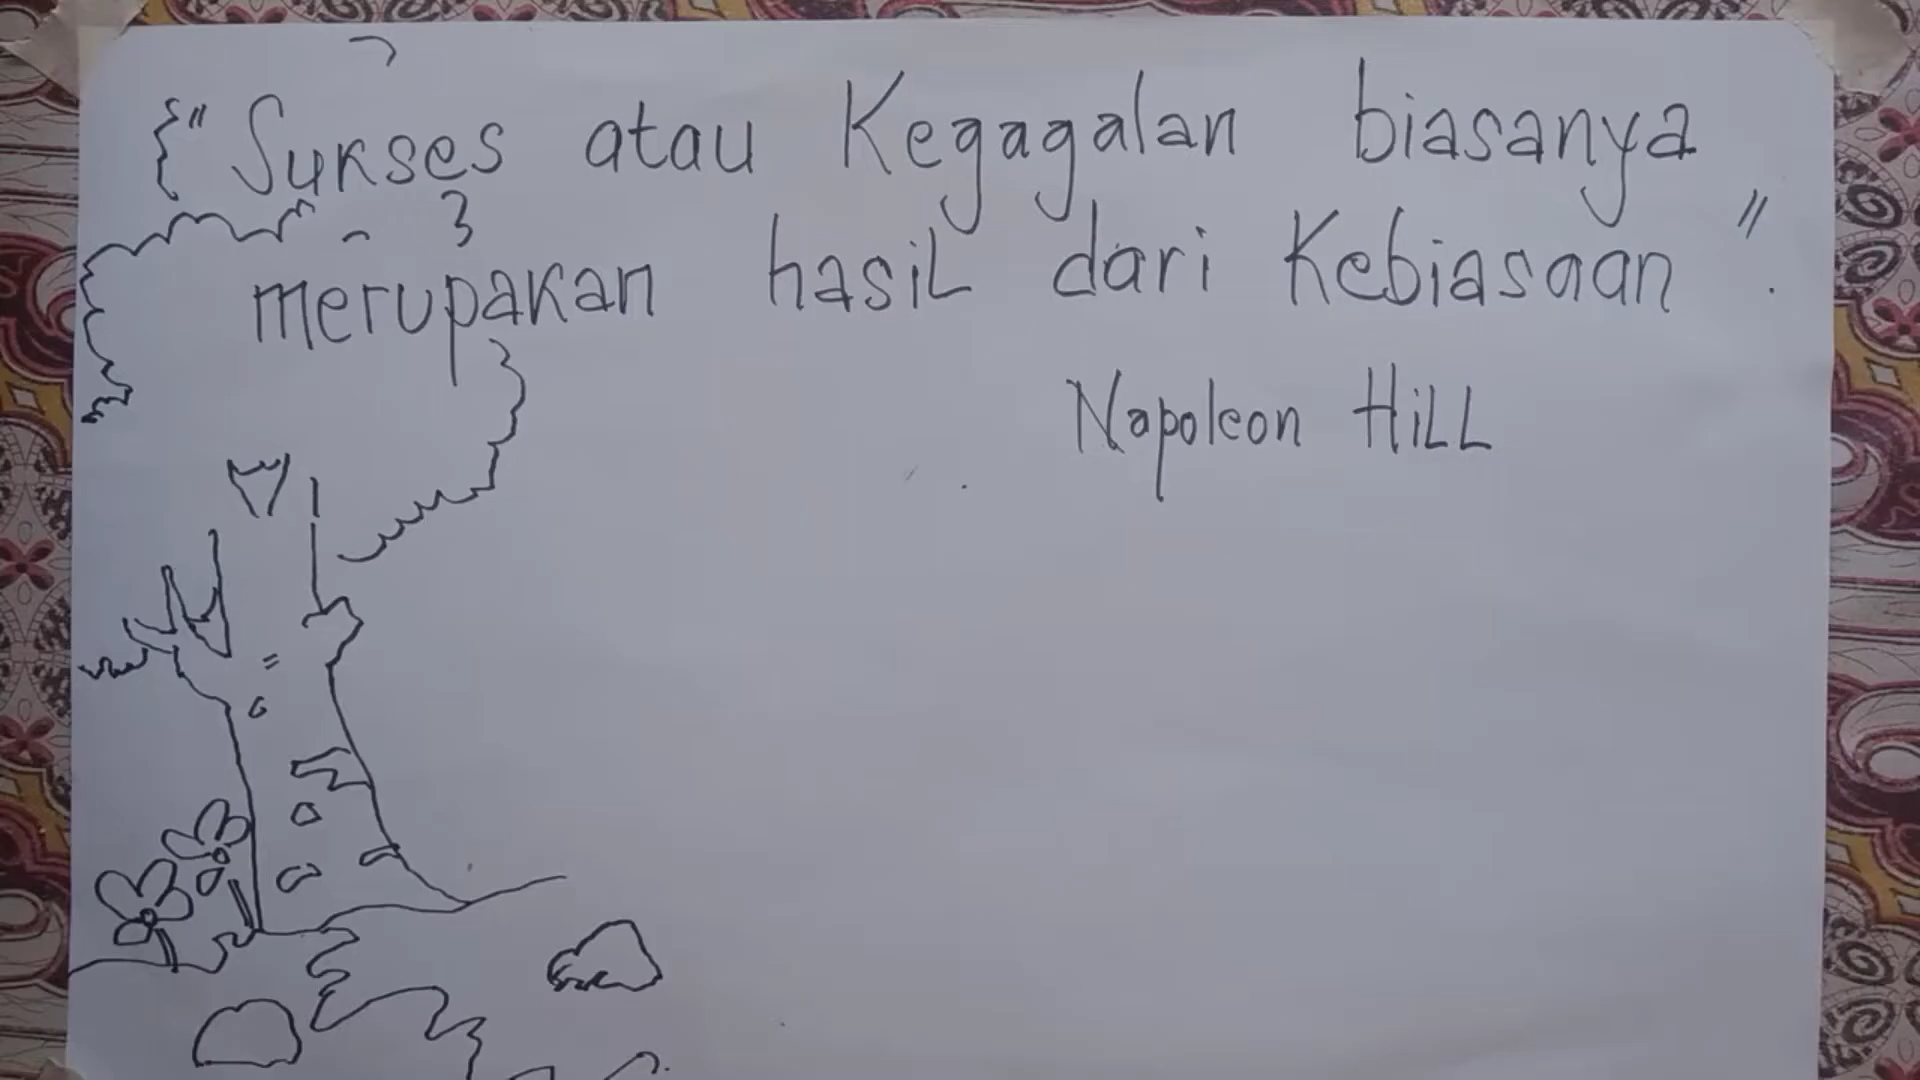 "Sukses atau Kegagalan biasanya
merupakan hasil dari Kebiasaan".
Napoleon Hill